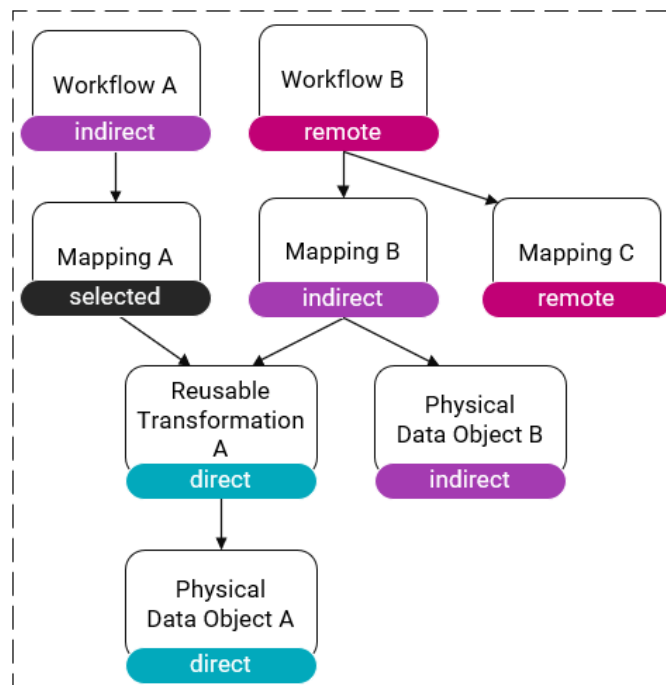 Workflow A
indirect
Workflow B
remote
Mapping A
selected
Mapping B
indirect
Mapping C
remote
Reusable
Transformation
A
direct
Physical
Data Object B
indirect
Physical
Data Object A
direct